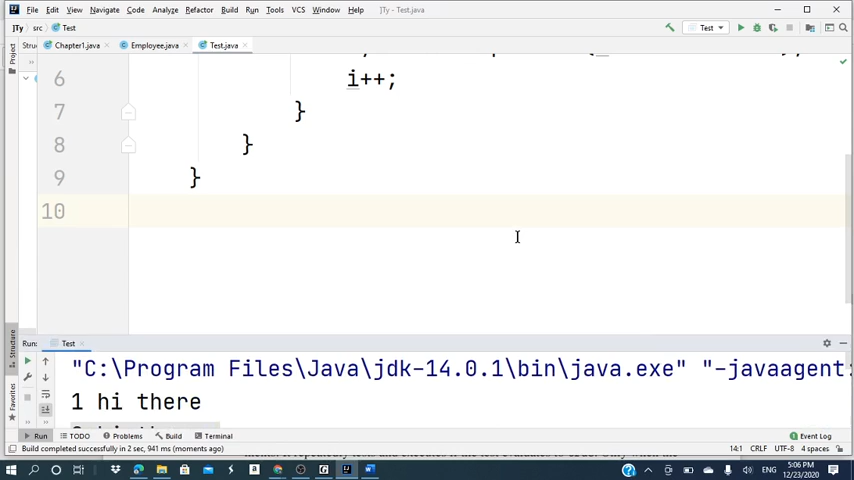 File Edit View Navigate Code Analyze Refactor Build Run Tools VCS Window Help JTy - Test.java
JTy src Test Test
Project Stru Chapter1.java Employee.java Test.java
6 i++;
7 }
8 }
9 }
10
Structure
Favorites
Run: Test
"C:\Program Files\Java\jdk-14.0.1\bin\java.exe" "-javaagent:
1 hi there
Run TODO Problems Build Terminal Event Log
Build completed successfully in 2 sec, 941 ms (moments ago) 14:1 CRLF UTF-8 4 spaces
ENG 5:06 PM
12/23/2020